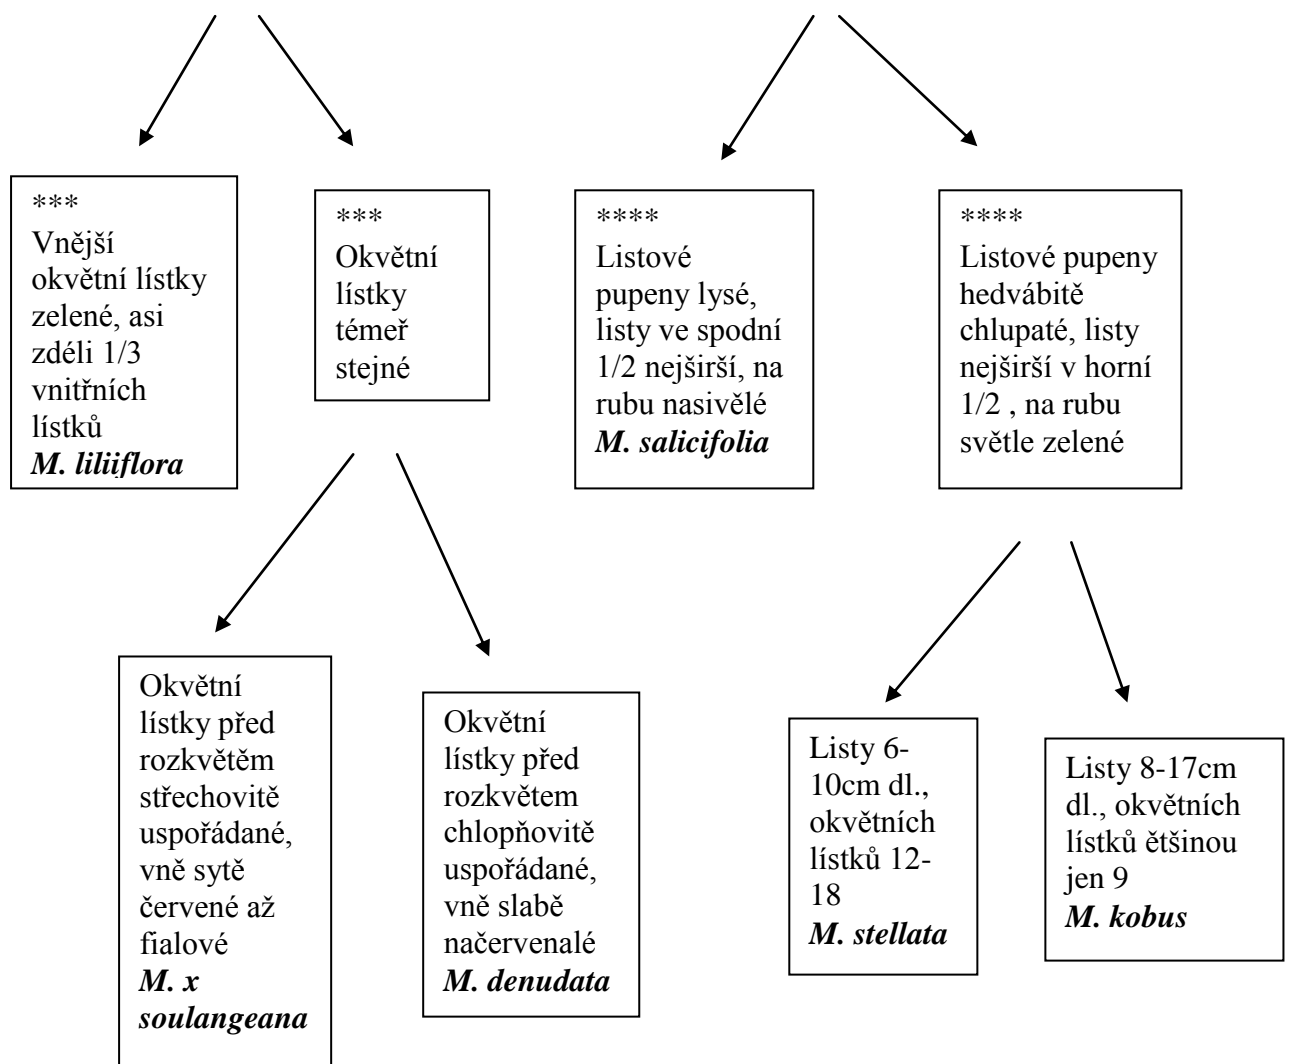 ***
Vnější
okvětní lístky
zelené, asi
zdéli 1/3
vnitřních
lístků
M. liliiflora
***
Okvětní
lístky
téměř
stejné
****
Listové
pupeny lysé,
listy ve spodní
1/2 nejširší, na
rubu nasivělé
M. salicifolia
****
Listové pupeny
hedvábitě
chlupaté, listy
nejširší v horní
1/2 , na rubu
světle zelené
Okvětní
lístky před
rozkvětěm
střechovitě
uspořádané,
vně sytě
červené až
fialové
M. x
soulangeana
Okvětní
lístky před
rozkvětem
chlopňovitě
uspořádané,
vně slabě
načervenalé
M. denudata
Listy 6-
10cm dl.,
okvětních
lístků 12-
18
M. stellata
Listy 8-17cm
dl., okvětních
lístků ětšinou
jen 9
M. kobus